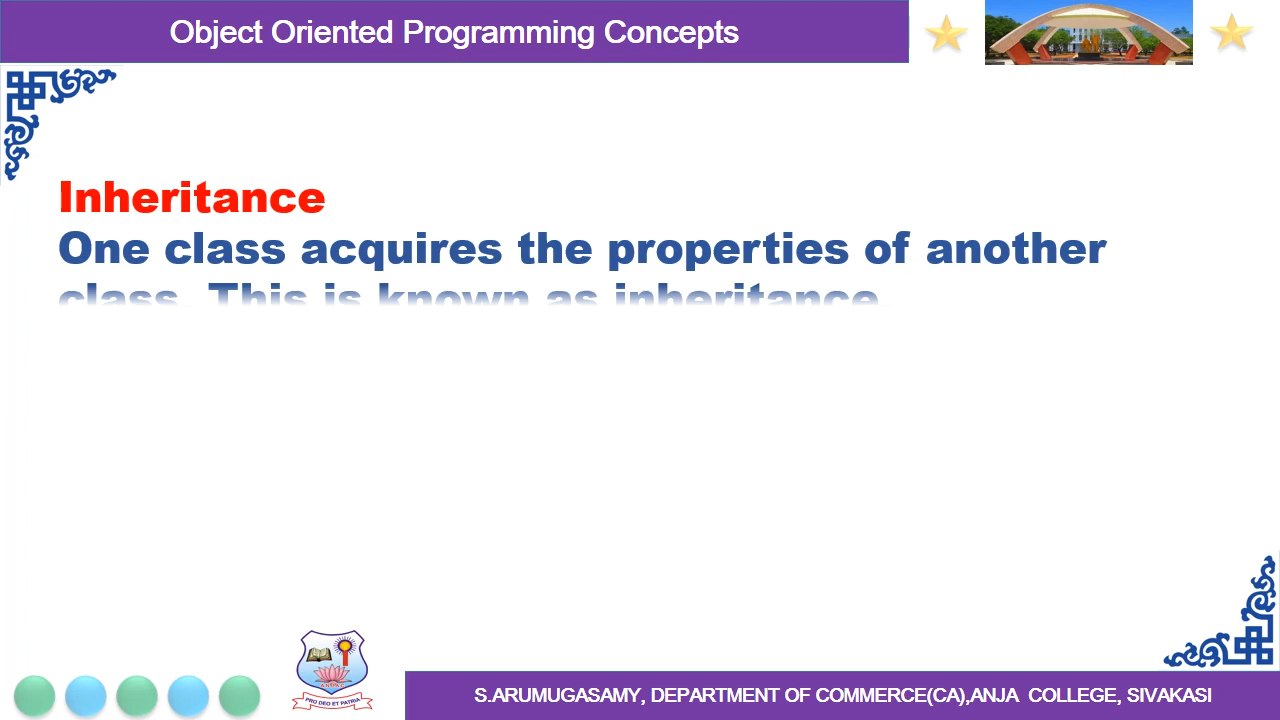 Object Oriented Programming Concepts
Inheritance
One class acquires the properties of another
class. This is known as inheritance
PRO DEO ET PATRIA
S.ARUMUGASAMY, DEPARTMENT OF COMMERCE(CA),ANJA COLLEGE, SIVAKASI